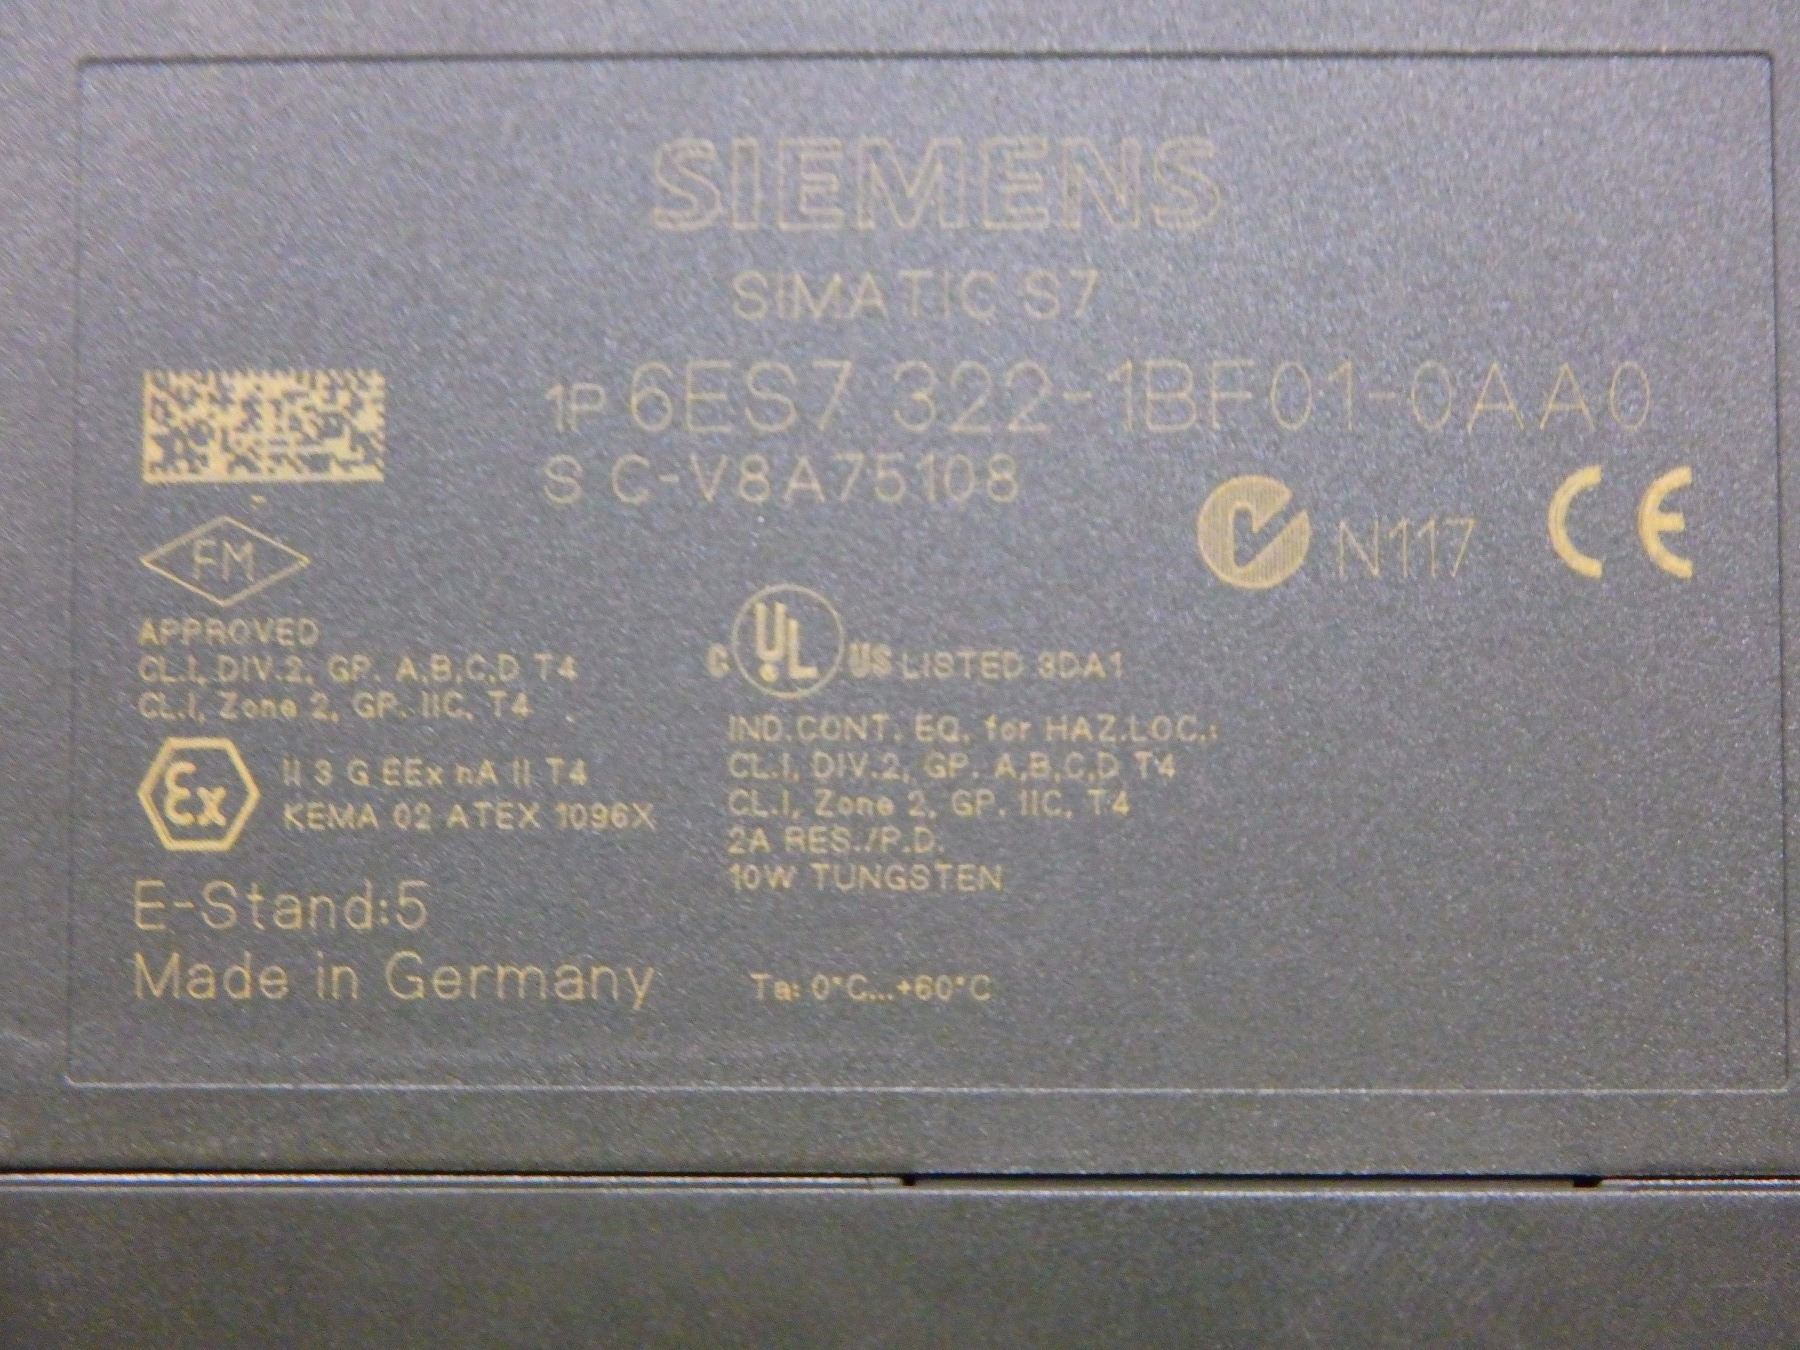 SIEMENS
SIMATIC S7
1P 6ES7 322-1BF01-0AA0
S C-V8A75108
N117 CE
FM
APPROVED
CL.I, DIV.2, GP. A,B,C,D T4
CL.I, Zone 2, GP. IIC, T4
Ex II 3 G EEx nA II T4
KEMA 02 ATEX 1096X
E-Stand:5
Made in Germany
C UL US LISTED 3DA1
IND.CONT. EQ. for HAZ.LOC.:
CL.I, DIV.2, GP. A,B,C,D T4
CL.I, Zone 2, GP. IIC, T4
2A RES./P.D.
10W TUNGSTEN
Ta: 0°C...+60°C